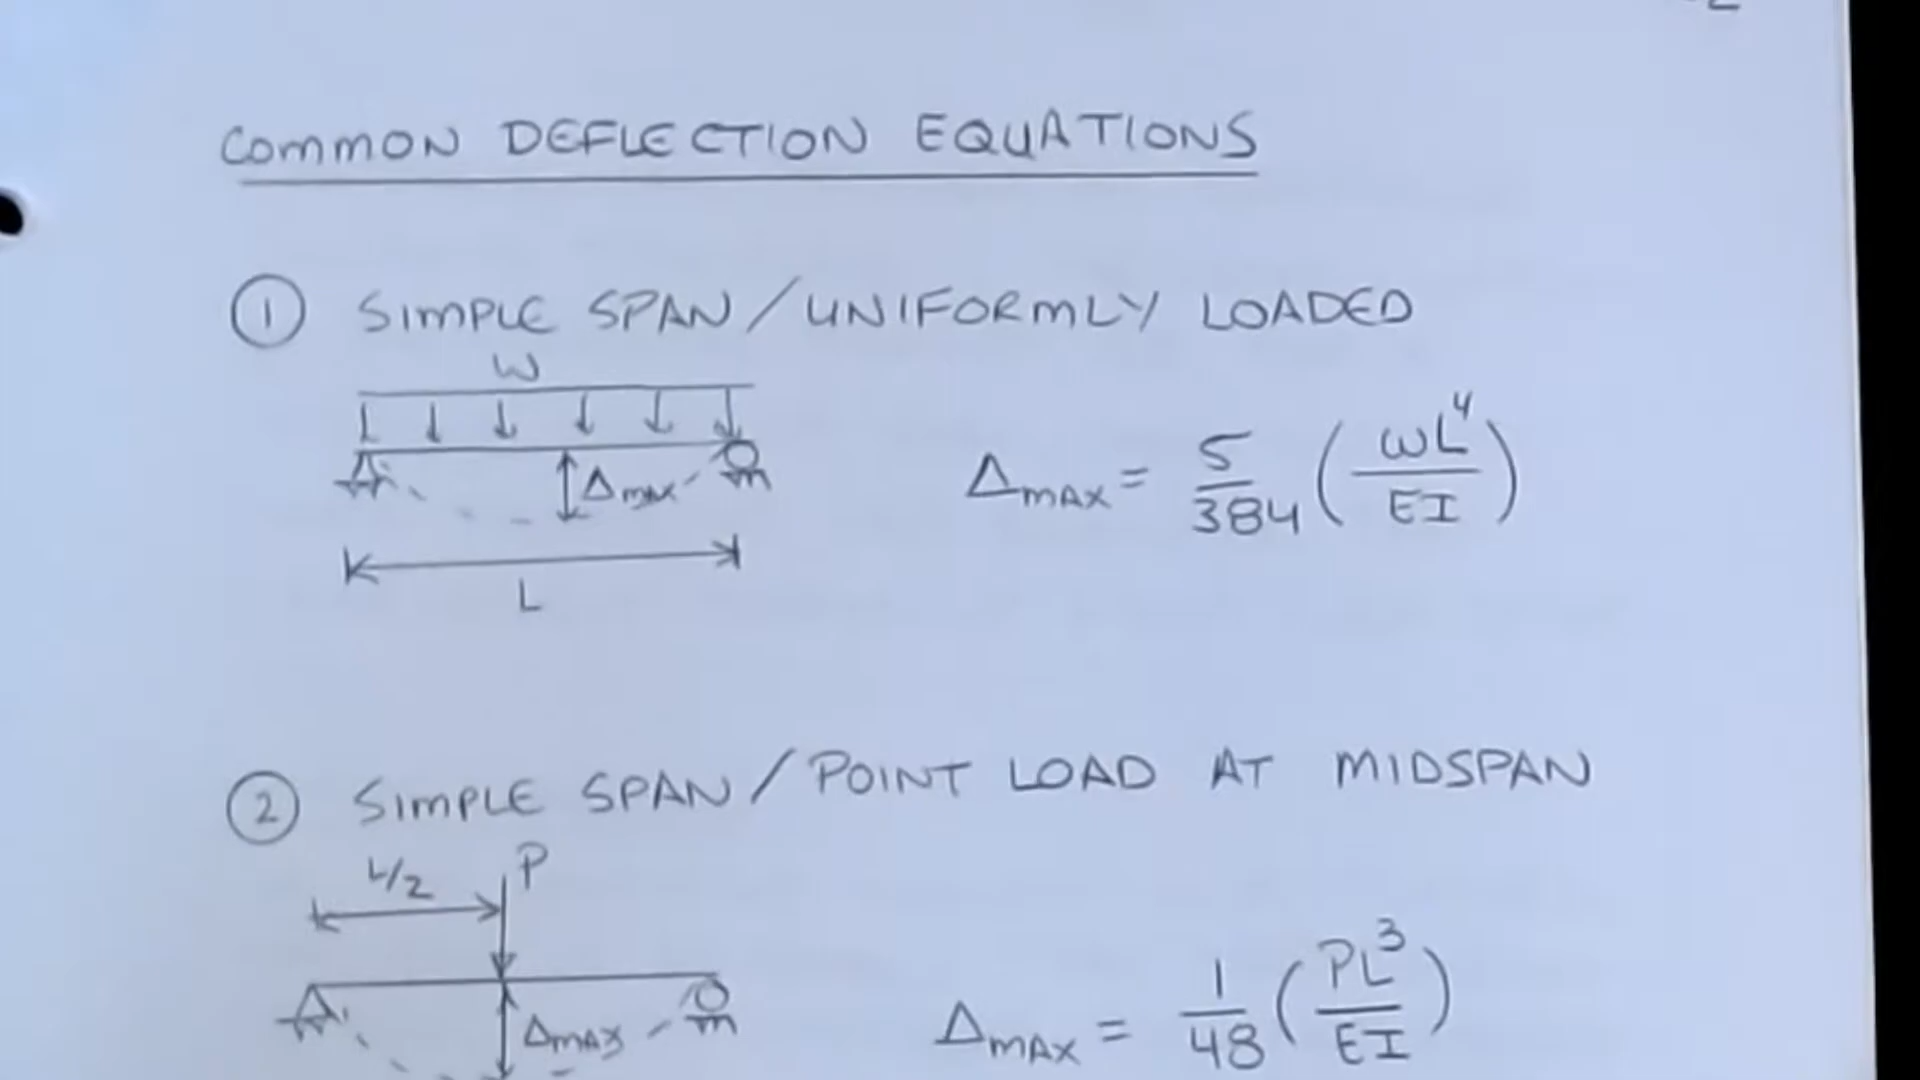 COMMON DEFLECTION EQUATIONS
① SIMPLE SPAN/UNIFORMLY LOADED
W
Δmax
L
ΔMAX = 5/384 (ωL⁴/EI)
② SIMPLE SPAN/POINT LOAD AT MIDSPAN
L/2
P
ΔMAX
ΔMAX = 1/48 (PL³/EI)